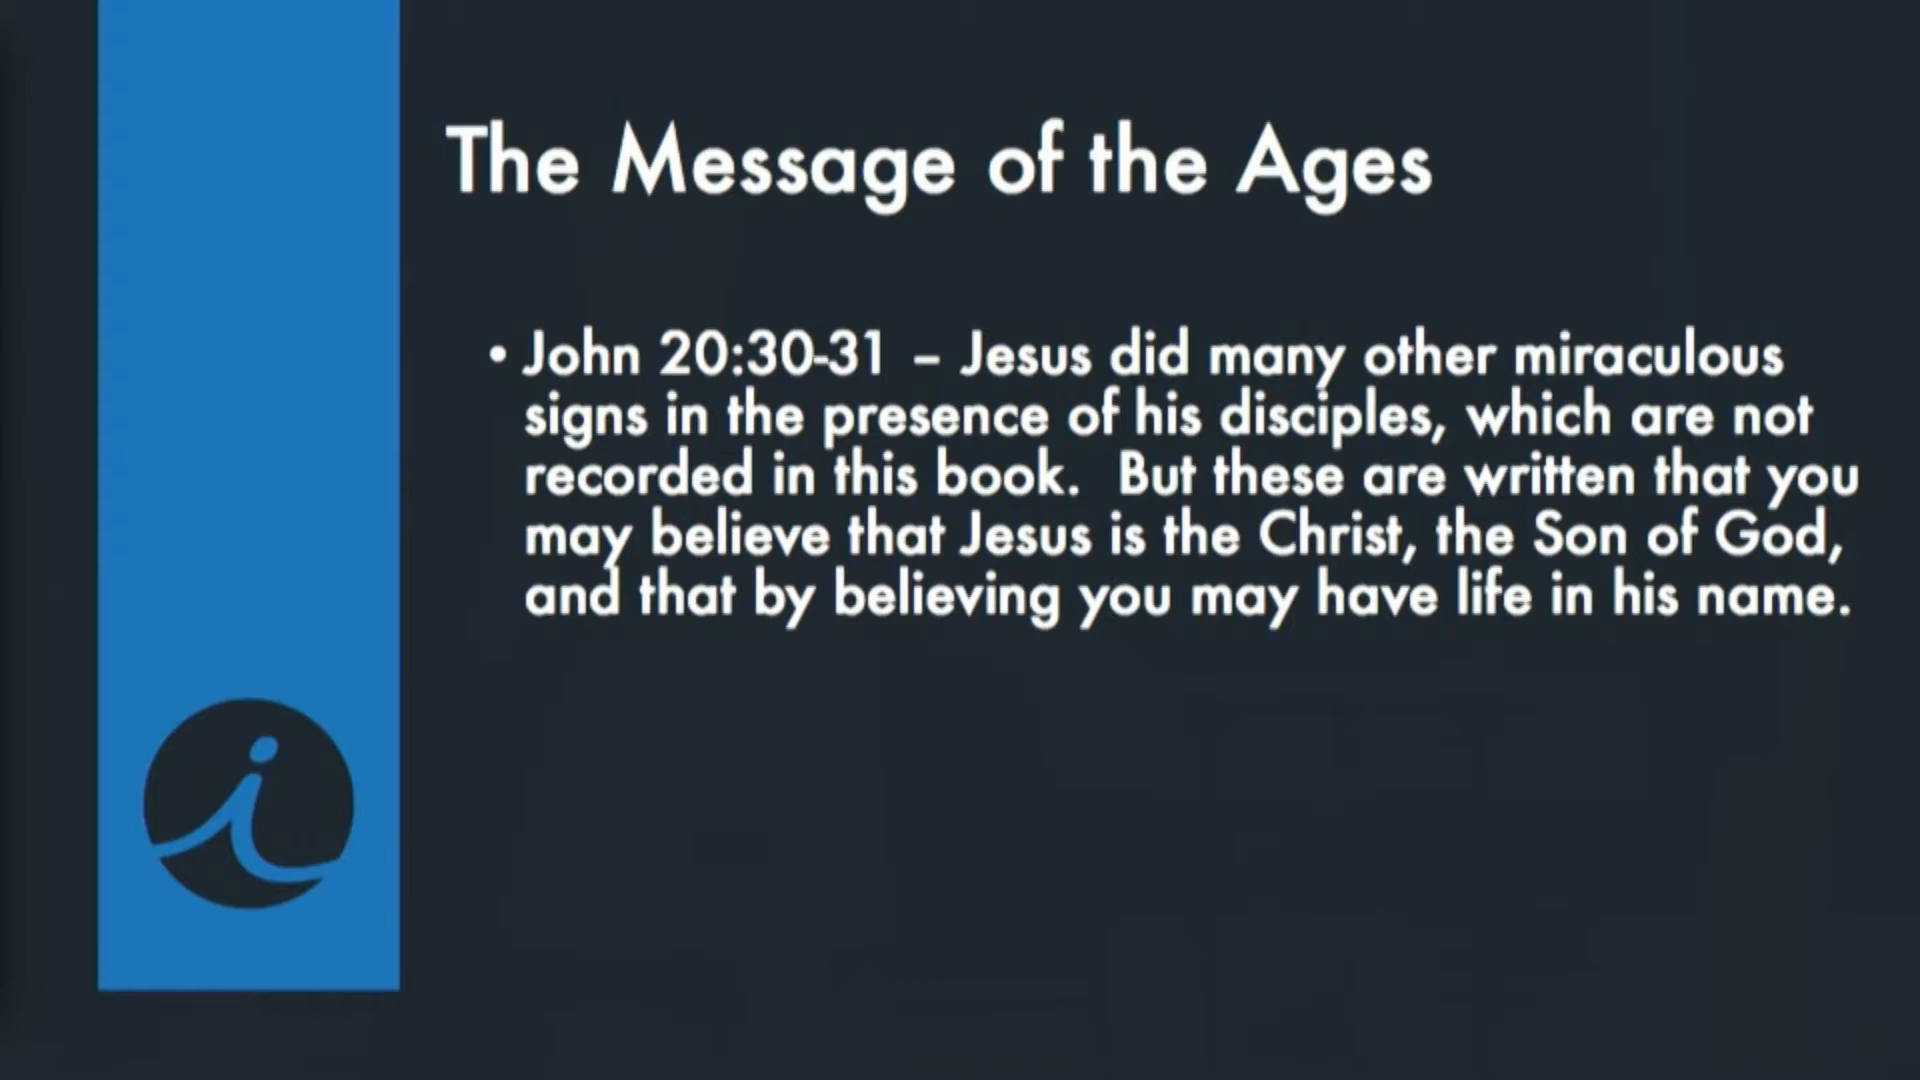 The Message of the Ages
• John 20:30-31 – Jesus did many other miraculous
signs in the presence of his disciples, which are not
recorded in this book.  But these are written that you
may believe that Jesus is the Christ, the Son of God,
and that by believing you may have life in his name.
i